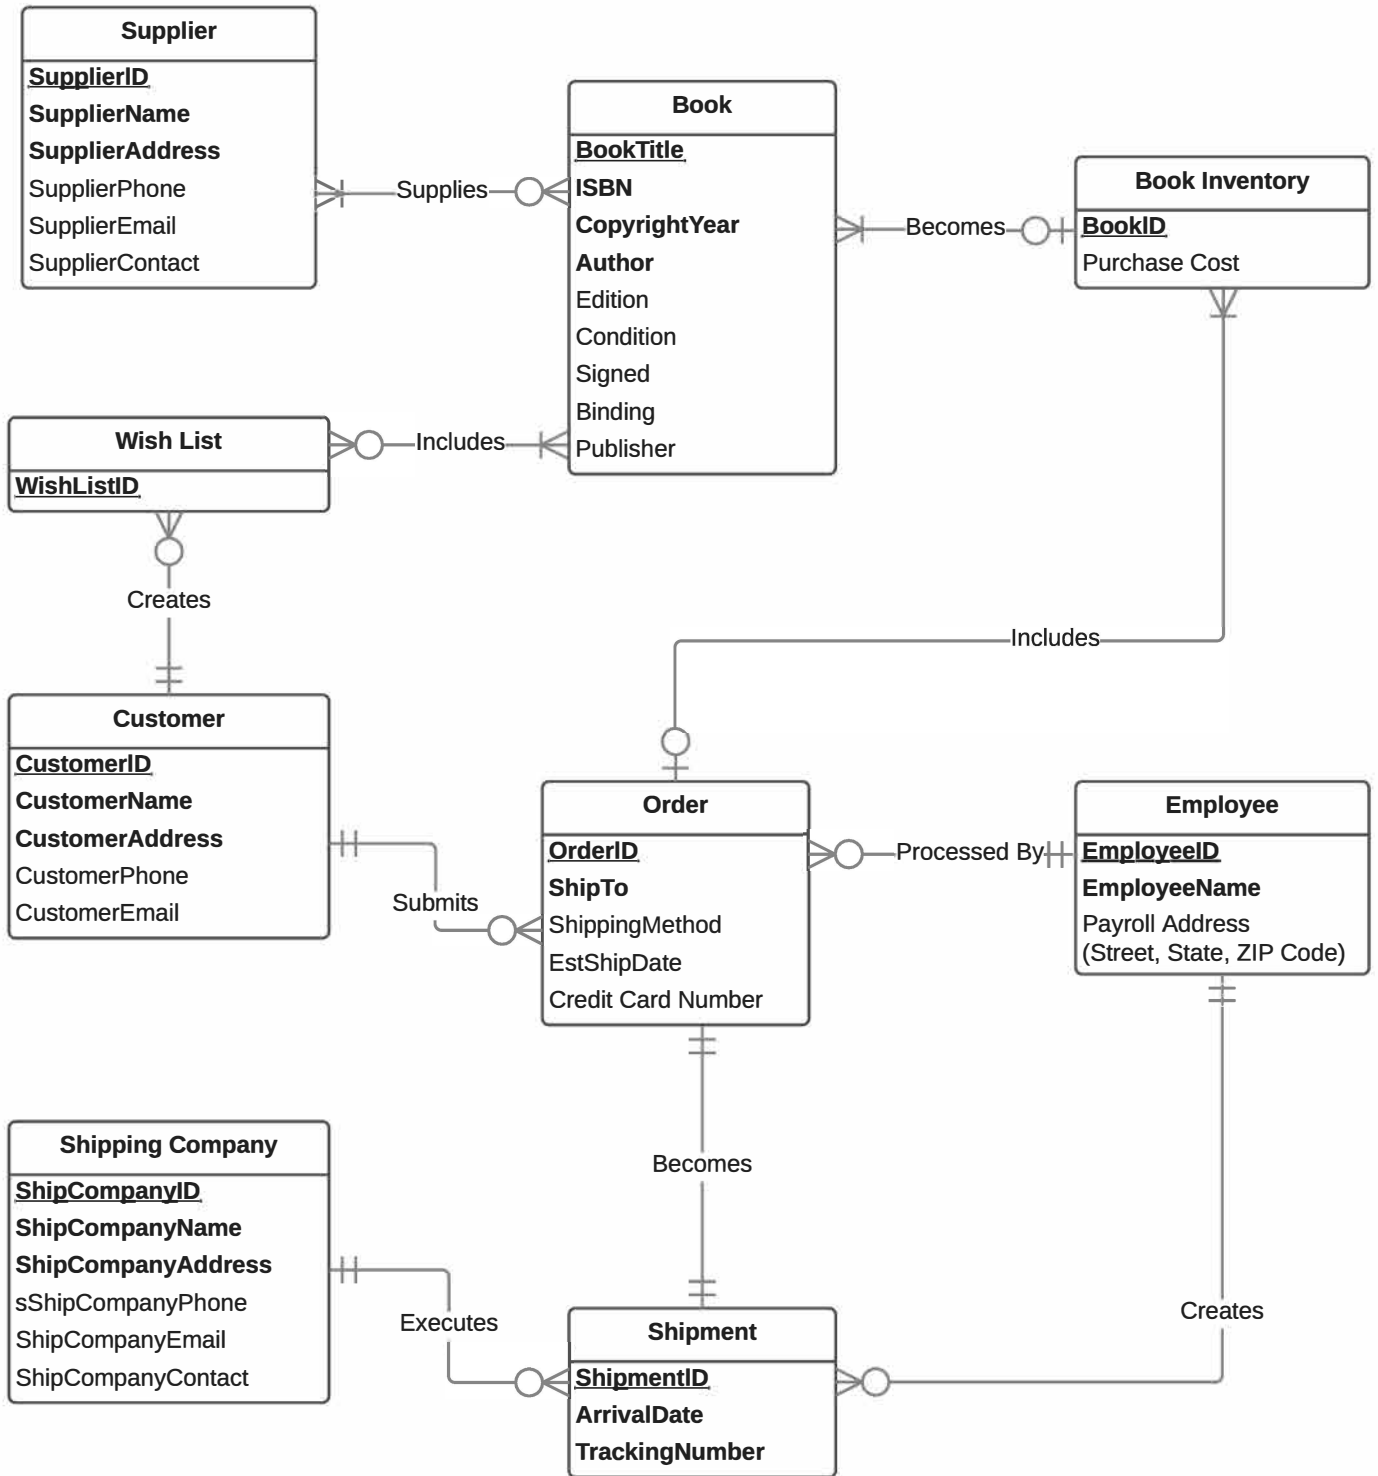 Supplier
SupplierID
SupplierName
SupplierAddress
SupplierPhone
SupplierEmail
SupplierContact
Supplies
Book
BookTitle
ISBN
CopyrightYear
Author
Edition
Condition
Signed
Binding
Publisher
Becomes
Book Inventory
BookID
Purchase Cost
Wish List
WishListID
Includes
Creates
Includes
Customer
CustomerID
CustomerName
CustomerAddress
CustomerPhone
CustomerEmail
Submits
Order
OrderID
ShipTo
ShippingMethod
EstShipDate
Credit Card Number
Processed By
Employee
EmployeeID
EmployeeName
Payroll Address
(Street, State, ZIP Code)
Becomes
Shipping Company
ShipCompanyID
ShipCompanyName
ShipCompanyAddress
sShipCompanyPhone
ShipCompanyEmail
ShipCompanyContact
Executes
Shipment
ShipmentID
ArrivalDate
TrackingNumber
Creates